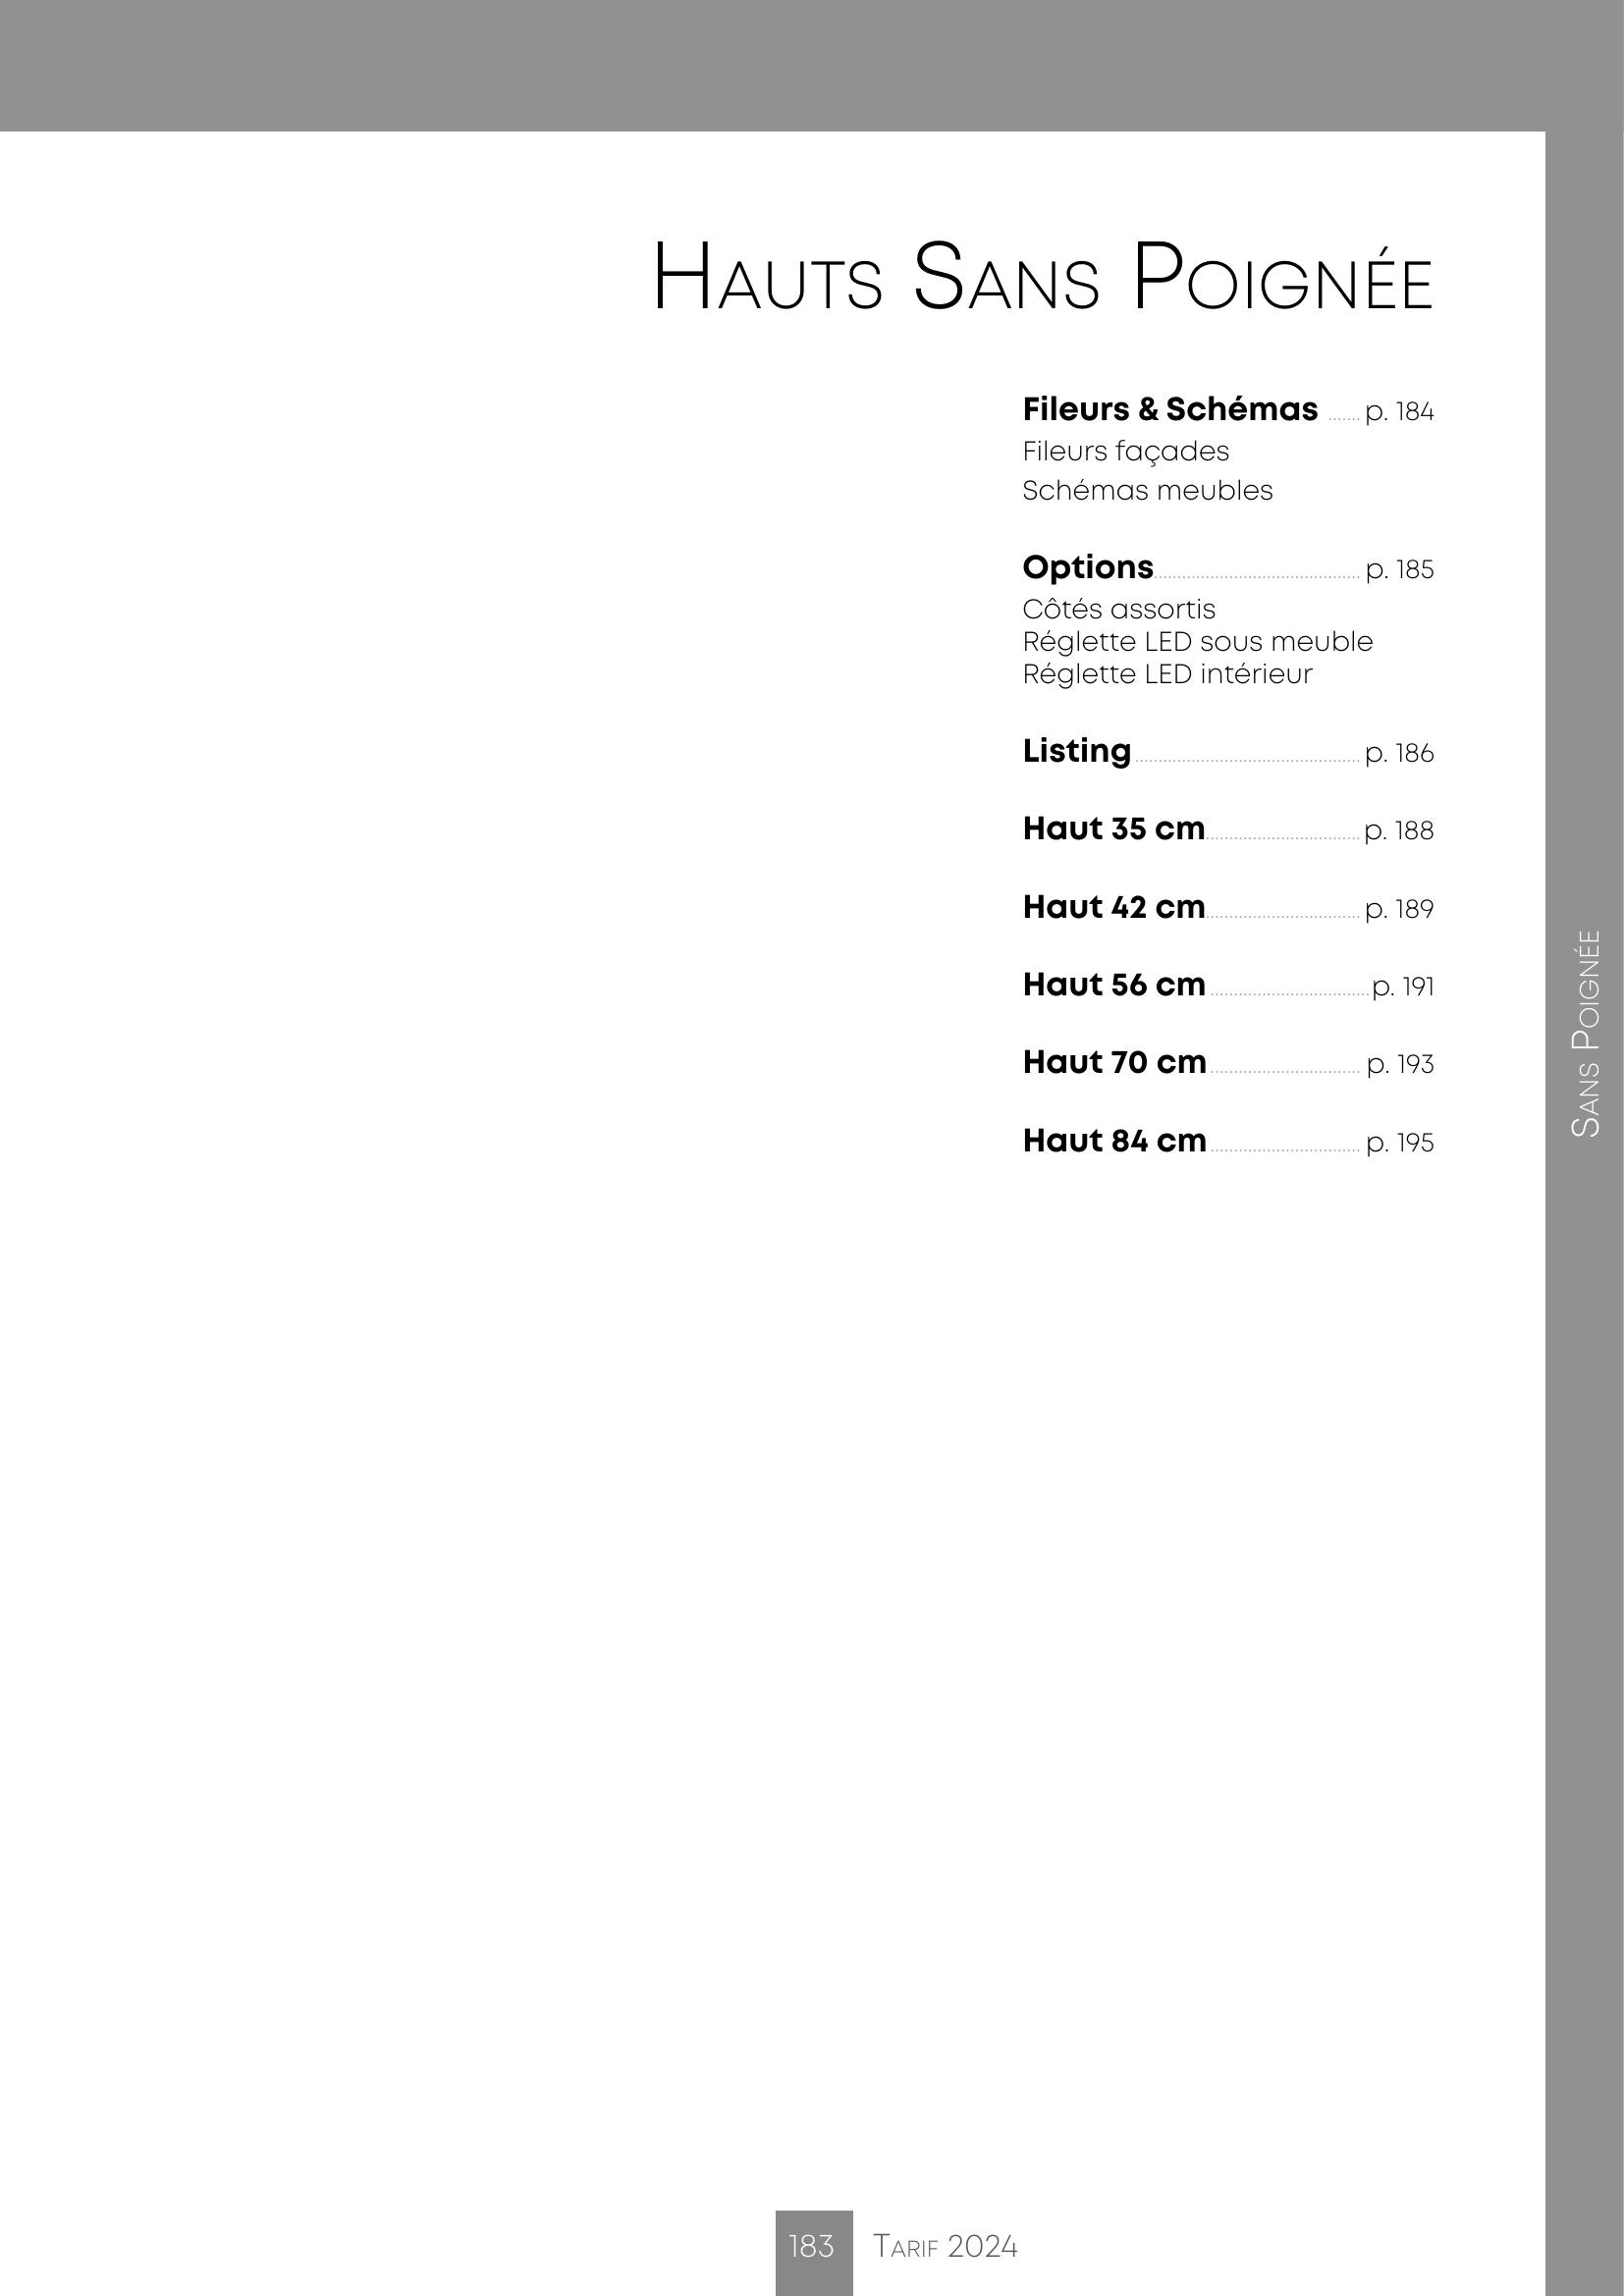 Hauts Sans Poignée
Fileurs & Schémas ....... p. 184
Fileurs façades
Schémas meubles
Options ....... p. 185
Côtés assortis
Réglette LED sous meuble
Réglette LED intérieur
Listing ....... p. 186
Haut 35 cm ....... p. 188
Haut 42 cm ....... p. 189
Haut 56 cm ....... p. 191
Haut 70 cm ....... p. 193
Haut 84 cm ....... p. 195
Sans Poignée
183 Tarif 2024